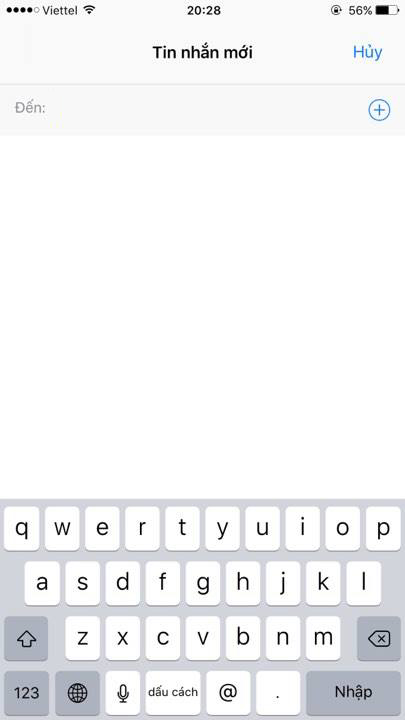 Viettel 20:28 56%
Tin nhắn mới Hủy
Đến:
q w e r t y u i o p
a s d f g h j k l
z x c v b n m
123 dấu cách @ . Nhập